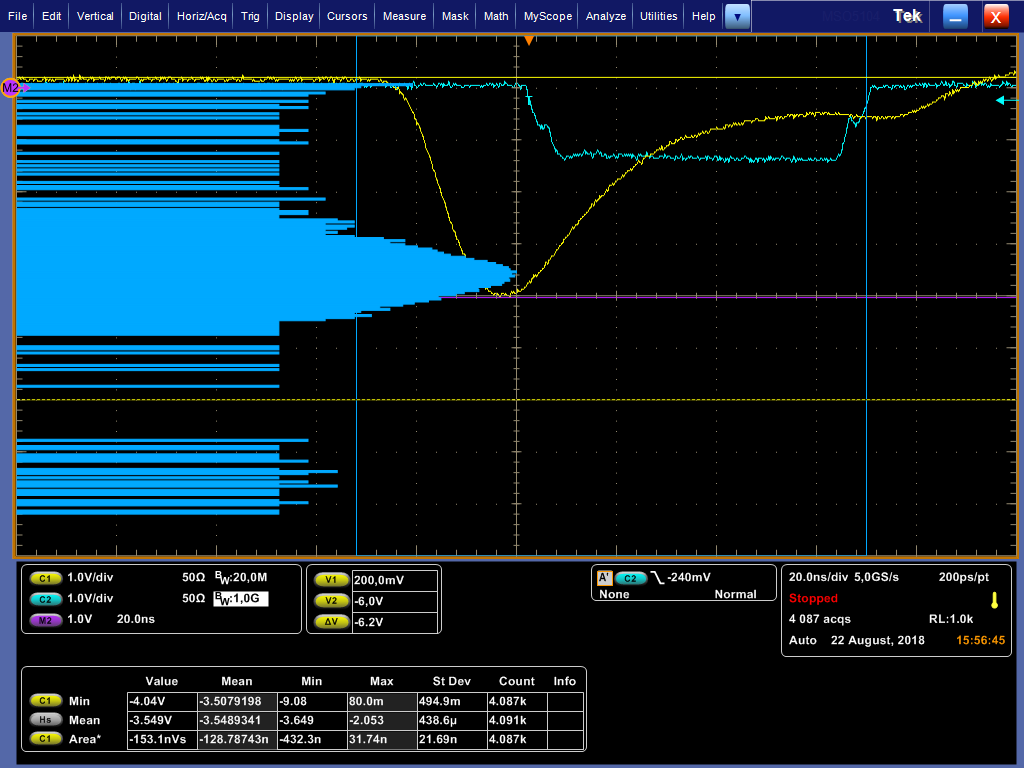 File Edit Vertical Digital Horiz/Acq Trig Display Cursors Measure Mask Math MyScope Analyze Utilities Help ▼ Tek X
M2
T
C1 1.0V/div 50Ω BW:20,0M
C2 1.0V/div 50Ω BW:1,0G
M2 1.0V 20.0ns
V1 200,0mV
V2 -6,0V
ΔV -6.2V
A' C2 -240mV
None Normal
20.0ns/div 5,0GS/s 200ps/pt
Stopped
4 087 acqs RL:1.0k
Auto 22 August, 2018 15:56:45
Value Mean Min Max St Dev Count Info
C1 Min -4.04V -3.5079198 -9.08 80.0m 494.9m 4.087k
Hs Mean -3.549V -3.5489341 -3.649 -2.053 438.6µ 4.091k
C1 Area* -153.1nVs -128.78743n -432.3n 31.74n 21.69n 4.087k